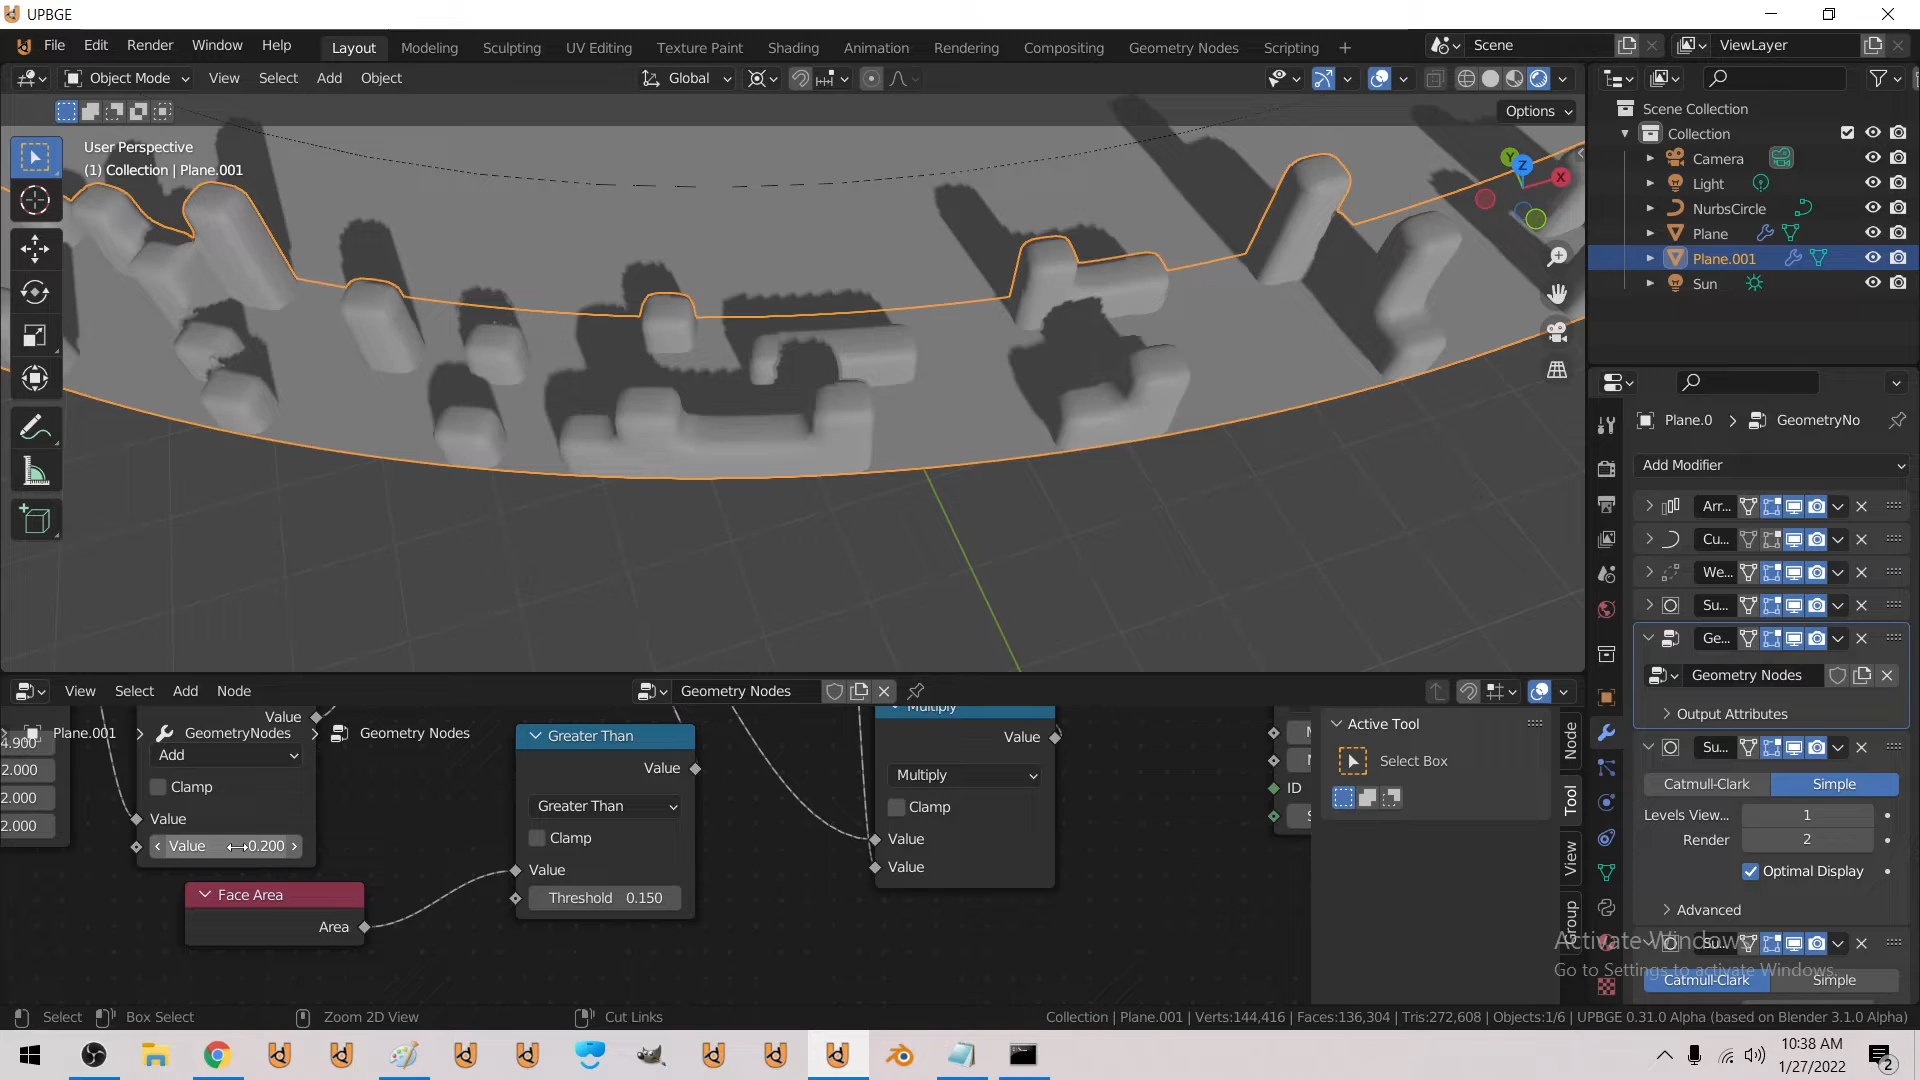 UPBGE
File Edit Render Window Help
Layout Modeling Sculpting UV Editing Texture Paint Shading Animation Rendering Compositing Geometry Nodes Scripting +
Scene
ViewLayer
Object Mode View Select Add Object
Global
Options
User Perspective
(1) Collection | Plane.001
Y
Z
X
Scene Collection
Collection
Camera
Light
NurbsCircle
Plane
Plane.001
Sun
Plane.0 > GeometryNo
Add Modifier
Arr...
Cu...
We...
Su...
Ge...
Geometry Nodes
Output Attributes
Su...
Catmull-Clark Simple
Levels View... 1
Render 2
Optimal Display
Advanced
Su...
Catmull-Clark Simple
Activate Windows
Go to Settings to activate Windows.
View Select Add Node
Geometry Nodes
Plane.001 > GeometryNodes > Geometry Nodes
4.900
2.000
2.000
2.000
Value
Add
Clamp
Value
Value -0.200
Face Area
Area
Greater Than
Value
Greater Than
Clamp
Value
Threshold 0.150
Multiply
Value
Multiply
Clamp
Value
Value
ID
Active Tool
Select Box
Node
Tool
View
Group
Select Box Select Zoom 2D View Cut Links
Collection | Plane.001 | Verts:144,416 | Faces:136,304 | Tris:272,608 | Objects:1/6 | UPBGE 0.31.0 Alpha (based on Blender 3.1.0 Alpha)
10:38 AM
1/27/2022
2